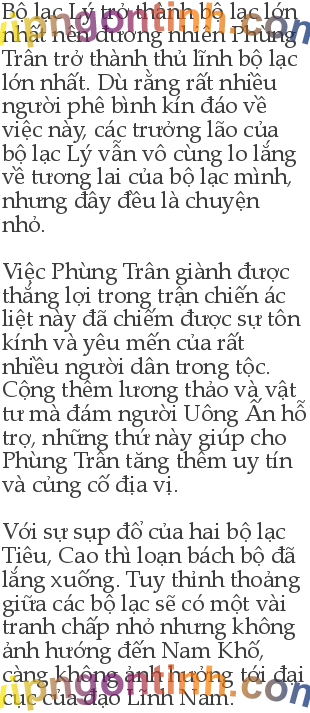 Bộ lạc Lý trở thành bộ lạc lớn
nhất nên đương nhiên Phùng
Trân trở thành thủ lĩnh bộ lạc
lớn nhất. Dù rằng rất nhiều
người phê bình kín đáo về
việc này, các trưởng lão của
bộ lạc Lý vẫn vô cùng lo lắng
về tương lai của bộ lạc mình,
nhưng đây đều là chuyện
nhỏ.

Việc Phùng Trân giành được
thắng lợi trong trận chiến ác
liệt này đã chiếm được sự tôn
kính và yêu mến của rất
nhiều người dân trong tộc.
Cộng thêm lương thảo và vật
tư mà đám người Uông Ấn hỗ
trợ, những thứ này giúp cho
Phùng Trân tăng thêm uy tín
và củng cố địa vị.

Với sự sụp đổ của hai bộ lạc
Tiêu, Cao thì loạn bách bộ đã
lắng xuống. Tuy thỉnh thoảng
giữa các bộ lạc sẽ có một vài
tranh chấp nhỏ nhưng không
ảnh hướng đến Nam Khố,
càng không ảnh hưởng tới đại
cục của đạo Lĩnh Nam.
vipngontinh.com
vipngontinh.com